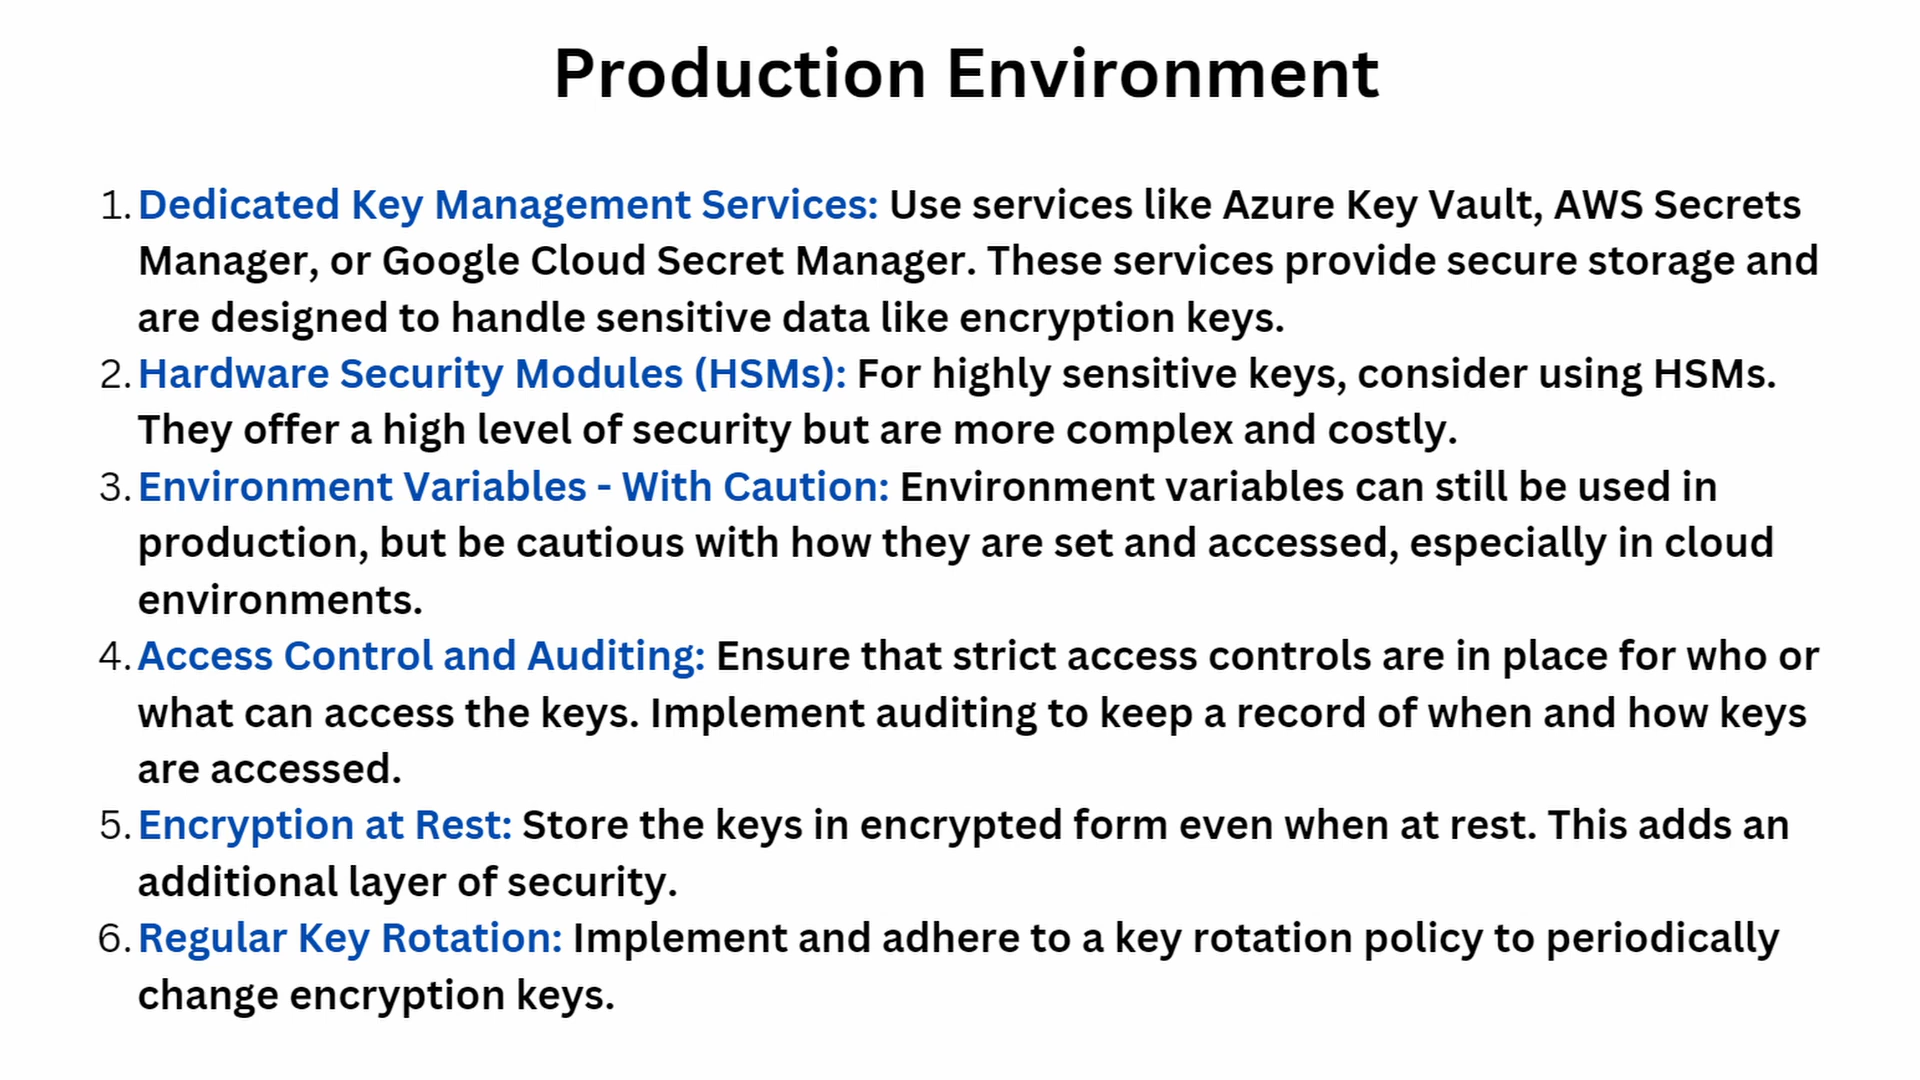 Production Environment
1. Dedicated Key Management Services: Use services like Azure Key Vault, AWS Secrets
Manager, or Google Cloud Secret Manager. These services provide secure storage and
are designed to handle sensitive data like encryption keys.
2. Hardware Security Modules (HSMs): For highly sensitive keys, consider using HSMs.
They offer a high level of security but are more complex and costly.
3. Environment Variables - With Caution: Environment variables can still be used in
production, but be cautious with how they are set and accessed, especially in cloud
environments.
4. Access Control and Auditing: Ensure that strict access controls are in place for who or
what can access the keys. Implement auditing to keep a record of when and how keys
are accessed.
5. Encryption at Rest: Store the keys in encrypted form even when at rest. This adds an
additional layer of security.
6. Regular Key Rotation: Implement and adhere to a key rotation policy to periodically
change encryption keys.